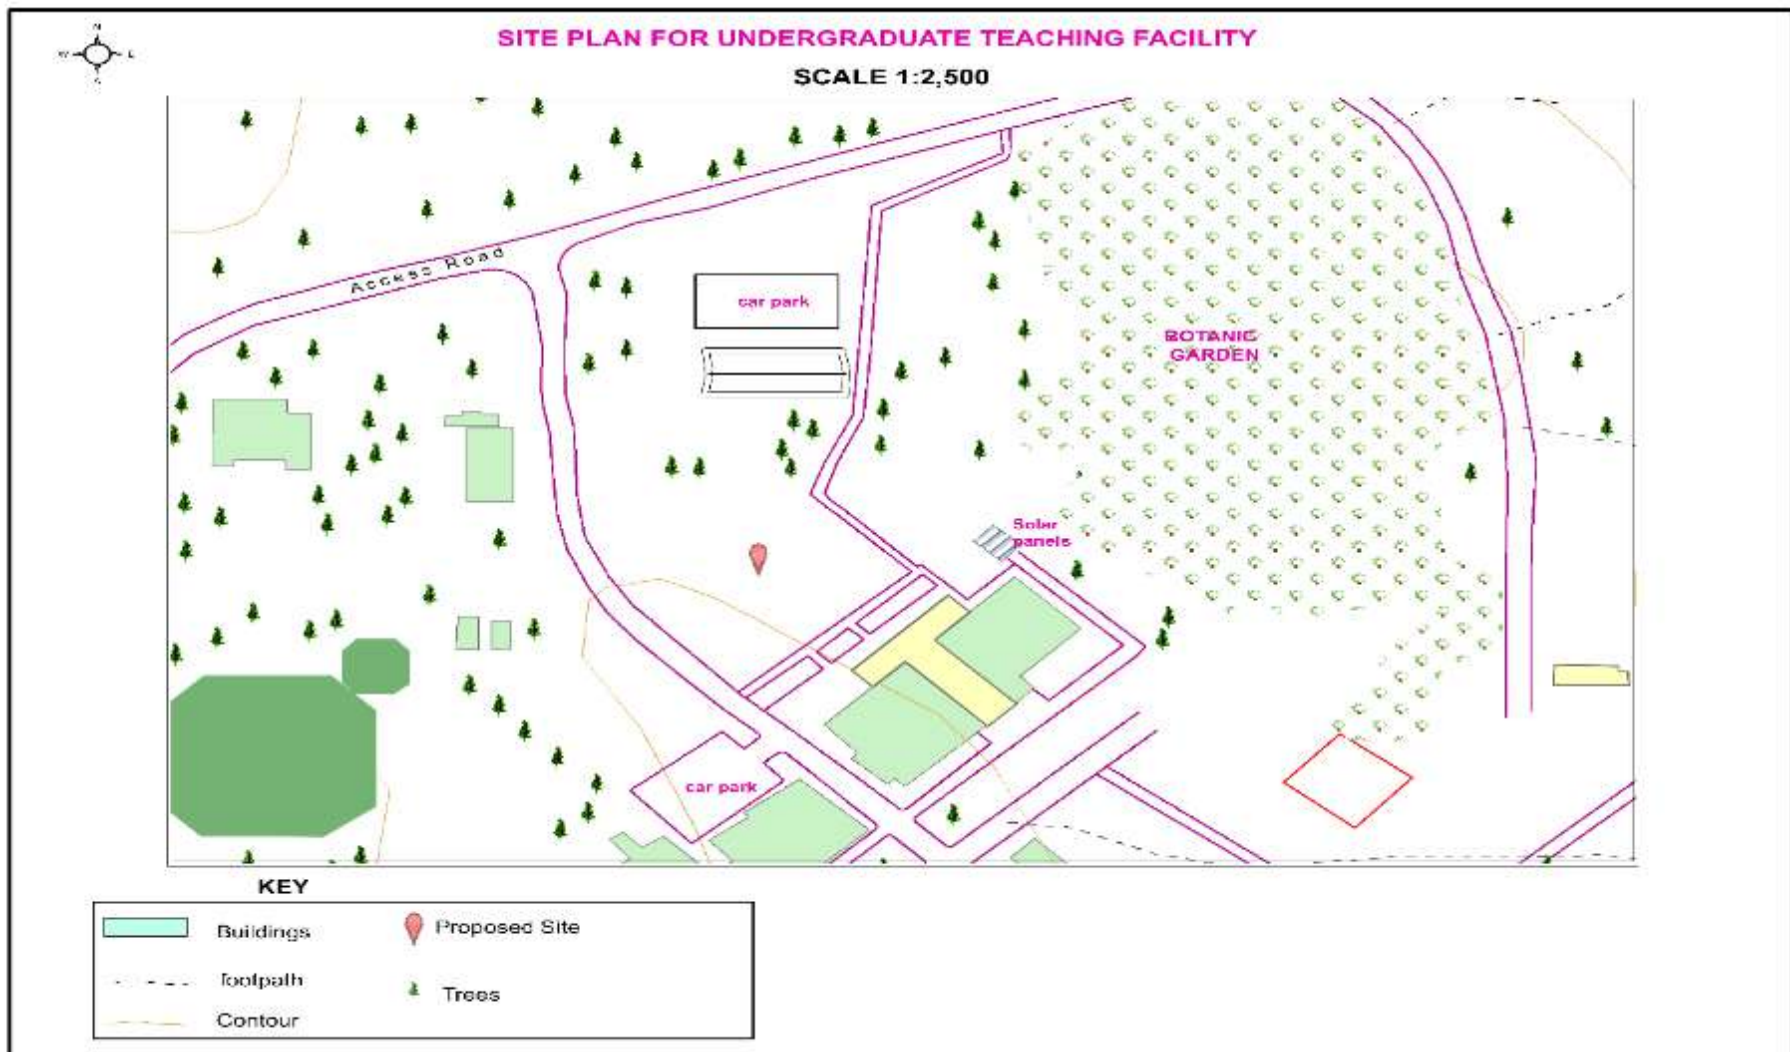 N
W
SITE PLAN FOR UNDERGRADUATE TEACHING FACILITY
SCALE 1:2,500
Access Road
car park
BOTANIC
GARDEN
Solar
panels
car park
KEY
Buildings
Proposed Site
Trees
Contour